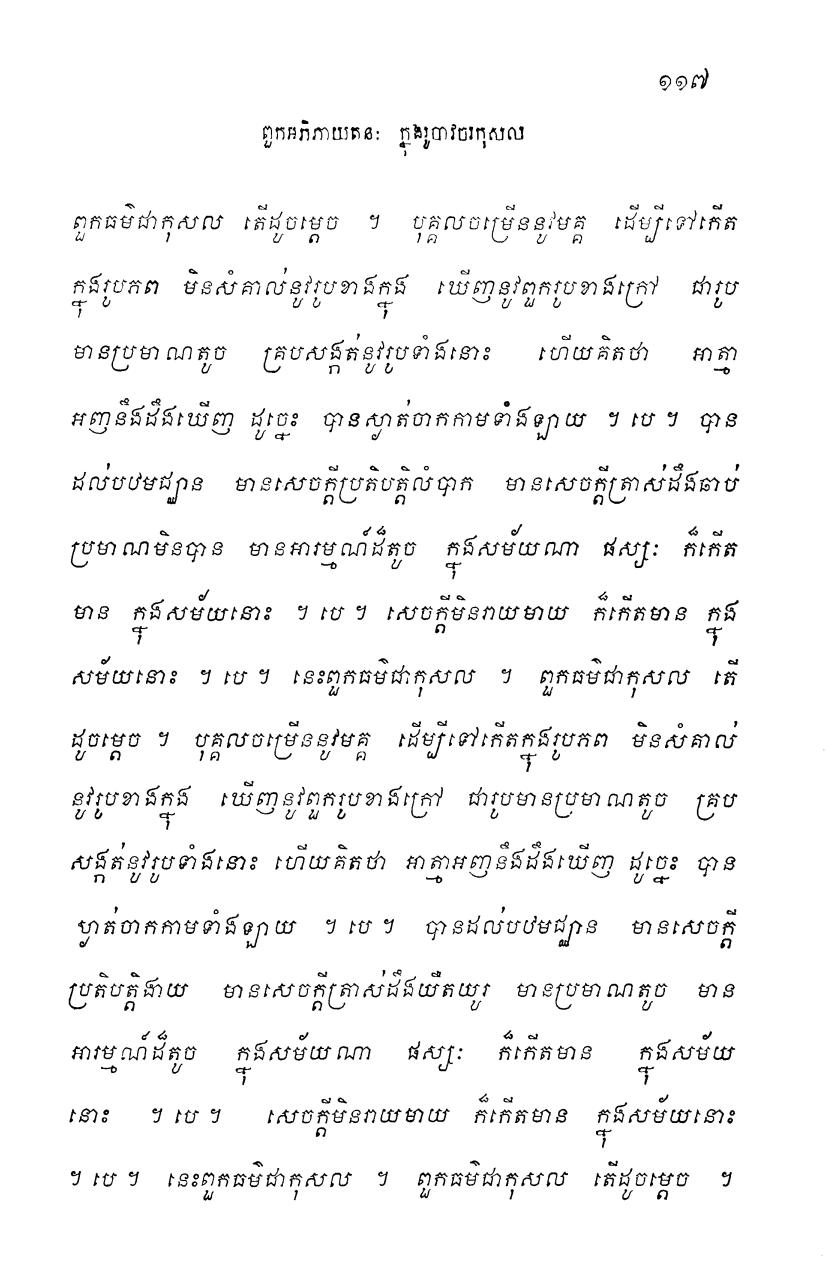 ១១៧
ពួកអភិភាយតនៈ ក្នុងរូបាវចរកុសល
ពួកធម៌ជាកុសល តើដូចម្តេច ។ បុគ្គលចម្រើននូវមគ្គ ដើម្បីទៅកើត
ក្នុងរូបភព មិនសំគាល់នូវរូបខាងក្នុង ឃើញនូវពួករូបខាងក្រៅ ជារូប
មានប្រមាណតូច គ្របសង្កត់នូវរូបទាំងនោះ ហើយគិតថា អាត្មា
អញនឹងដឹងឃើញ ដូច្នេះ បានស្ងាត់ចាកកាមទាំងឡាយ ។ បេ ។ បាន
ដល់បឋមជ្ឈាន មានសេចក្តីប្រតិបត្តិលំបាក មានសេចក្តីត្រាស់ដឹងឆាប់
ប្រមាណមិនបាន មានអារម្មណ៍ដ៏តូច ក្នុងសម័យណា ផស្សៈ ក៏កើត
មាន ក្នុងសម័យនោះ ។ បេ ។ សេចក្តីមិនរាយមាយ ក៏កើតមាន ក្នុង
សម័យនោះ ។ បេ ។ នេះពួកធម៌ជាកុសល ។ ពួកធម៌ជាកុសល តើ
ដូចម្តេច ។ បុគ្គលចម្រើននូវមគ្គ ដើម្បីទៅកើតក្នុងរូបភព មិនសំគាល់
នូវរូបខាងក្នុង ឃើញនូវពួករូបខាងក្រៅ ជារូបមានប្រមាណតូច គ្រប
សង្កត់នូវរូបទាំងនោះ ហើយគិតថា អាត្មាអញនឹងដឹងឃើញ ដូច្នេះ បាន
ស្ងាត់ចាកកាមទាំងឡាយ ។ បេ ។ បានដល់បឋមជ្ឈាន មានសេចក្តី
ប្រតិបត្តិងាយ មានសេចក្តីត្រាស់ដឹងយឺតយូរ មានប្រមាណតូច មាន
អារម្មណ៍ដ៏តូច ក្នុងសម័យណា ផស្សៈ ក៏កើតមាន ក្នុងសម័យ
នោះ ។ បេ ។ សេចក្តីមិនរាយមាយ ក៏កើតមាន ក្នុងសម័យនោះ
។ បេ ។ នេះពួកធម៌ជាកុសល ។ ពួកធម៌ជាកុសល តើដូចម្តេច ។